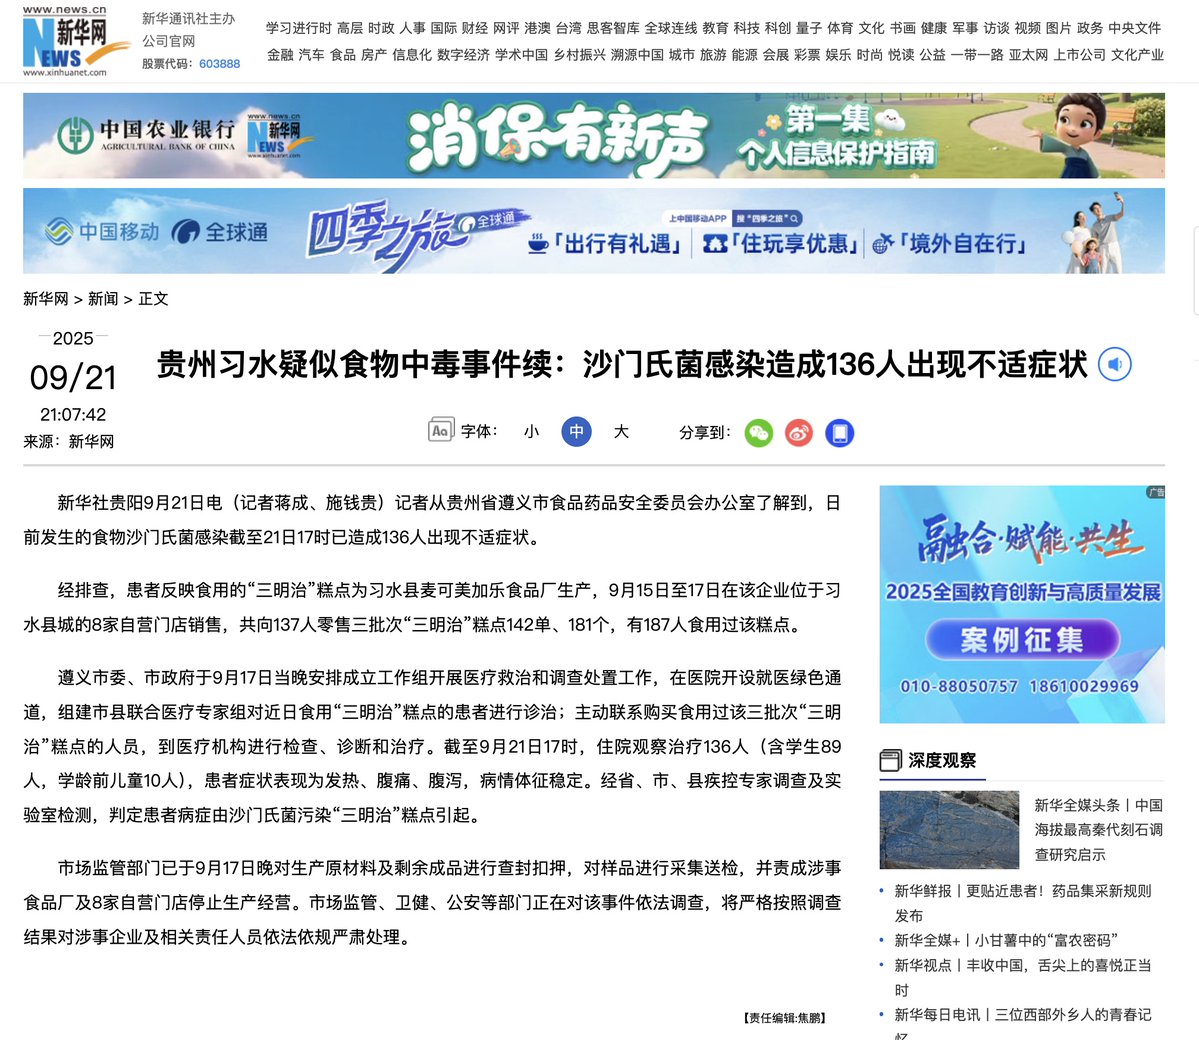 www.news.cn
新华网
NEWS
www.xinhuanet.com
新华通讯社主办
公司官网
股票代码：603888
学习进行时 高层 时政 人事 国际 财经 网评 港澳 台湾 思客智库 全球连线 教育 科技 科创 量子 体育 文化 书画 健康 军事 访谈 视频 图片 政务 中央文件
金融 汽车 食品 房产 信息化 数字经济 学术中国 乡村振兴 溯源中国 城市 旅游 能源 会展 彩票 娱乐 时尚 悦读 公益 一带一路 亚太网 上市公司 文化产业
中国农业银行
AGRICULTURAL BANK OF CHINA
www.news.cn
新华网
NEWS
www.xinhuanet.com
消保有新声
第一集
个人信息保护指南
中国移动 全球通
四季之旅
全球通
上中国移动APP 搜“四季之旅”
「出行有礼遇」 「住玩享优惠」 「境外自在行」
新华网 > 新闻 > 正文
2025
09/21
21:07:42
来源：新华网
贵州习水疑似食物中毒事件续：沙门氏菌感染造成136人出现不适症状
Aa 字体： 小 中 大 分享到：
新华社贵阳9月21日电（记者蒋成、施钱贵）记者从贵州省遵义市食品药品安全委员会办公室了解到，日
前发生的食物沙门氏菌感染截至21日17时已造成136人出现不适症状。
经排查，患者反映食用的“三明治”糕点为习水县麦可美加乐食品厂生产，9月15日至17日在该企业位于习
水县城的8家自营门店销售，共向137人零售三批次“三明治”糕点142单、181个，有187人食用过该糕点。
遵义市委、市政府于9月17日当晚安排成立工作组开展医疗救治和调查处置工作，在医院开设就医绿色通
道，组建市县联合医疗专家组对近日食用“三明治”糕点的患者进行诊治；主动联系购买食用过该三批次“三明
治”糕点的人员，到医疗机构进行检查、诊断和治疗。截至9月21日17时，住院观察治疗136人（含学生89
人，学龄前儿童10人），患者症状表现为发热、腹痛、腹泻，病情体征稳定。经省、市、县疾控专家调查及实
验室检测，判定患者病症由沙门氏菌污染“三明治”糕点引起。
市场监管部门已于9月17日晚对生产原材料及剩余成品进行查封扣押，对样品进行采集送检，并责成涉事
食品厂及8家自营门店停止生产经营。市场监管、卫健、公安等部门正在对该事件依法调查，将严格按照调查
结果对涉事企业及相关责任人员依法依规严肃处理。
【责任编辑:焦鹏】
广告
融合·赋能·共生
2025全国教育创新与高质量发展
案例征集
010-88050757 18610029969
深度观察
新华全媒头条丨中国
海拔最高秦代刻石调
查研究启示
新华鲜报丨更贴近患者！药品集采新规则
发布
新华全媒+丨小甘薯中的“富农密码”
新华视点丨丰收中国，舌尖上的喜悦正当
时
新华每日电讯丨三位西部外乡人的青春记
忆